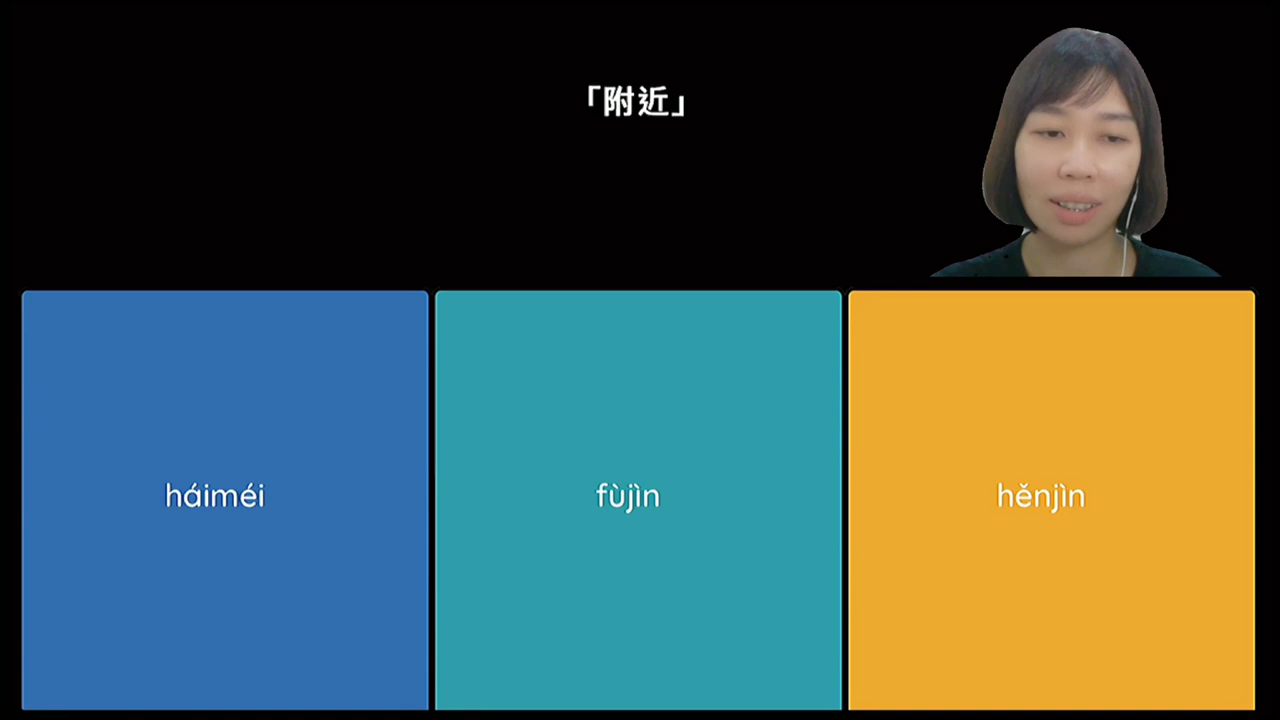 「附近」
háiméi
fùjìn
hěnjìn